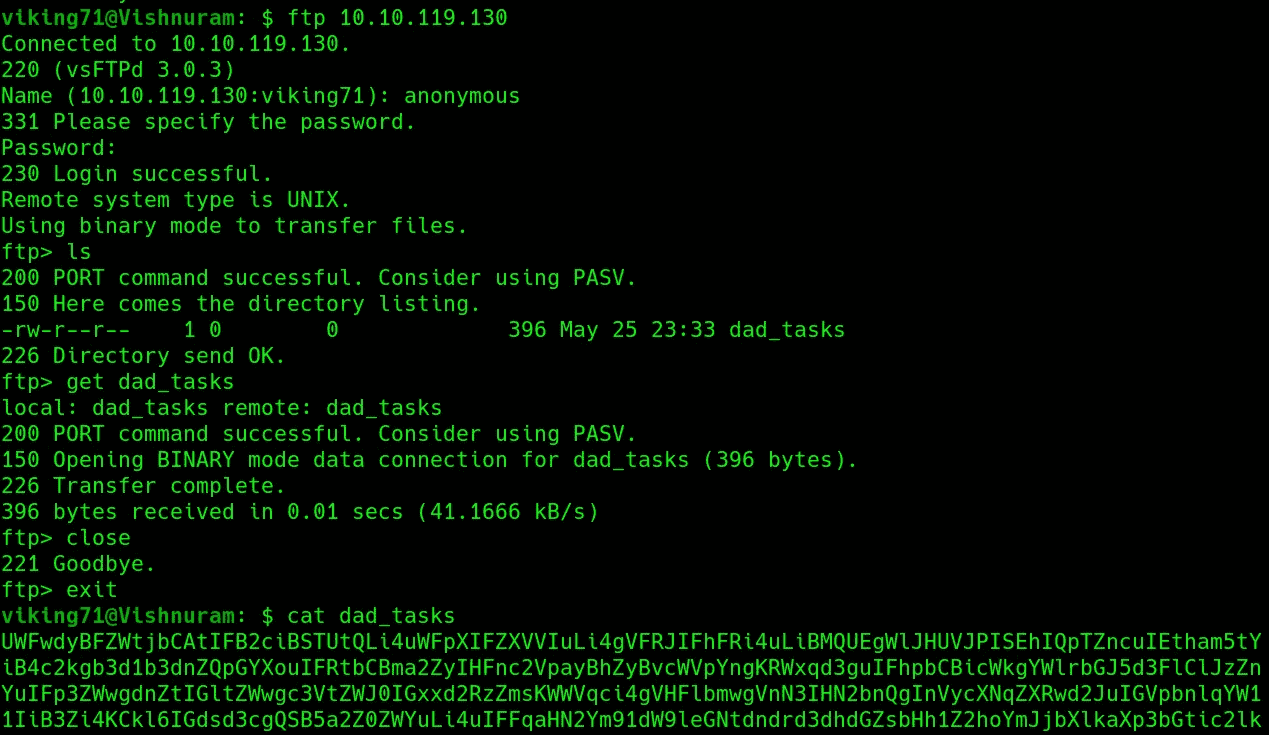 viking71@Vishnuram: $ ftp 10.10.119.130
Connected to 10.10.119.130.
220 (vsFTPd 3.0.3)
Name (10.10.119.130:viking71): anonymous
331 Please specify the password.
Password:
230 Login successful.
Remote system type is UNIX.
Using binary mode to transfer files.
ftp> ls
200 PORT command successful. Consider using PASV.
150 Here comes the directory listing.
-rw-r--r--    1 0        0             396 May 25 23:33 dad_tasks
226 Directory send OK.
ftp> get dad_tasks
local: dad_tasks remote: dad_tasks
200 PORT command successful. Consider using PASV.
150 Opening BINARY mode data connection for dad_tasks (396 bytes).
226 Transfer complete.
396 bytes received in 0.01 secs (41.1666 kB/s)
ftp> close
221 Goodbye.
ftp> exit
viking71@Vishnuram: $ cat dad_tasks
UWFwdyBFZWtjbCAtIFB2ciBSTUtQLi4uWFpXIFZXVVIuLi4gVFRJIFhFRi4uLiBMQUEgWlJHUVJPISEhIQpTZncuIEtham5tY
iB4c2kgb3d1b3dnZQpGYXouIFRtbCBma2ZyIHFnc2VpayBhZyBvcWVpYngKRWxqd3guIFhpbCBicWkgYWlrbGJ5d3FlClJzZn
YuIFp3ZWwgdnZtIGltZWwgc3VtZWJ0IGxxd2RzZmsKWWVqci4gVHFlbmwgVnN3IHN2bnQgInVycXNqZXRwd2JuIGVpbnlqYW1
1IiB3Zi4KCkl6IGdsd3cgQSB5a2Z0ZWYuLi4uIFFqaHN2Ym91dW9leGNtdndrd3dhdGZsbHh1Z2hoYmJjbXlkaXp3bGtic2lk